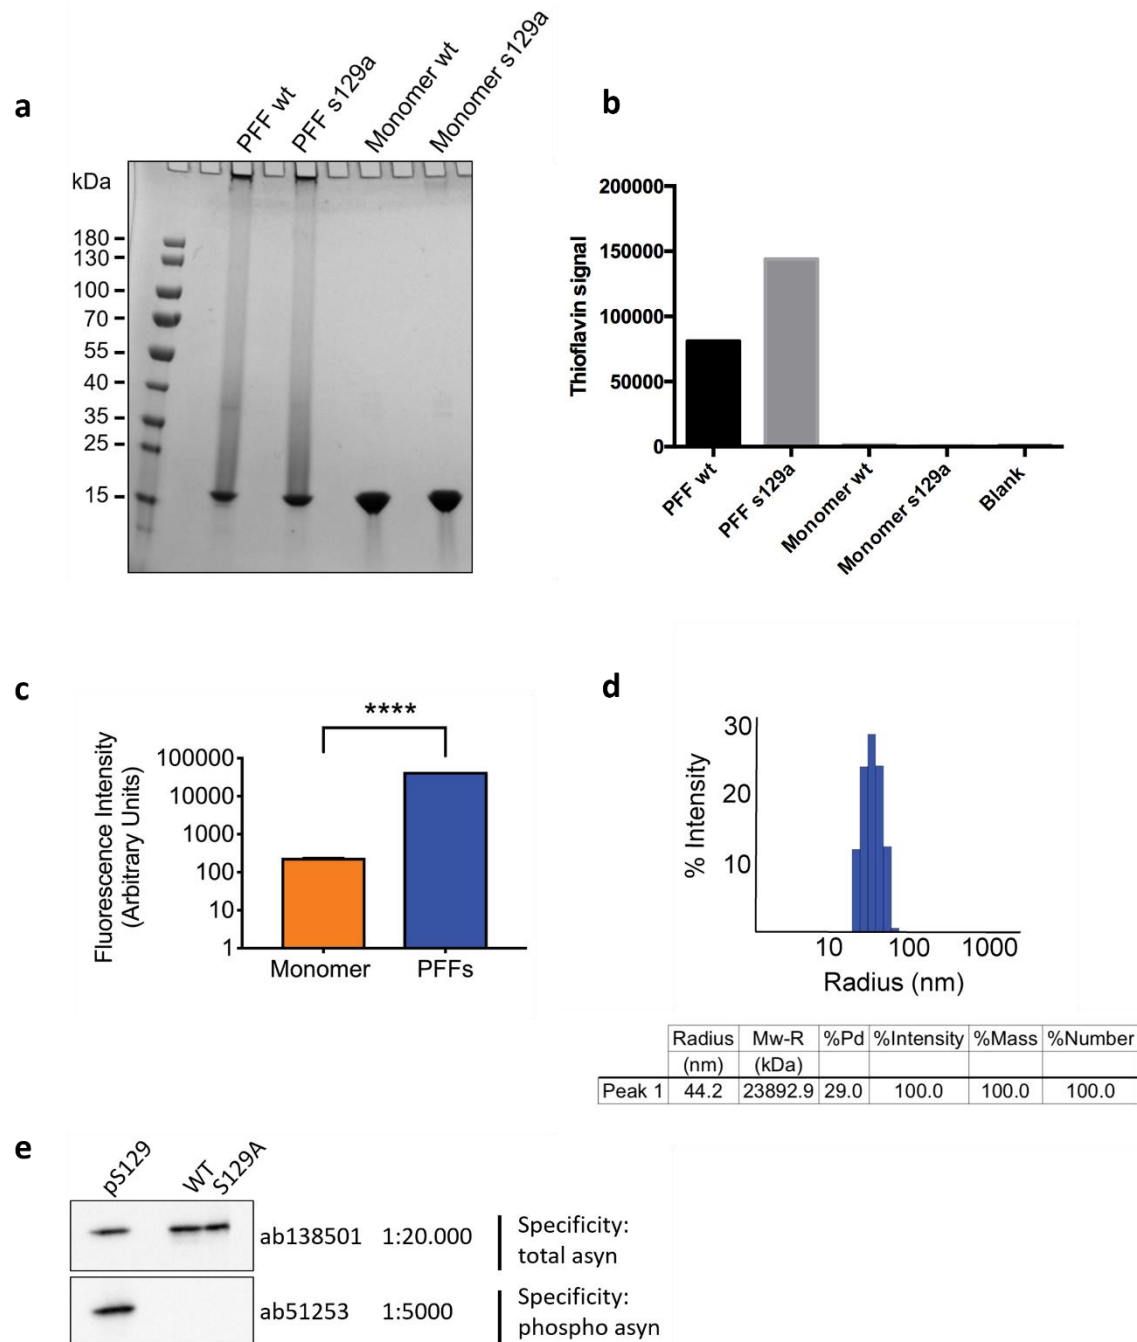 a
PFF wt
PFF s129a
Monomer wt
Monomer s129a
kDa
180
130
100
70
55
40
35
25
15
b
Thioflavin signal
200000
150000
100000
50000
0
PFF wt
PFF s129a
Monomer wt
Monomer s129a
Blank
c
****
Fluorescence Intensity
(Arbitrary Units)
100000
10000
1000
100
10
1
Monomer PFFs
d
% Intensity
30
20
10
10 100 1000
Radius (nm)
Radius Mw-R %Pd %Intensity %Mass %Number
(nm) (kDa)
Peak 1 44.2 23892.9 29.0 100.0 100.0 100.0
e
pS129
WT
S129A
ab138501 1:20.000
Specificity:
total asyn
ab51253 1:5000
Specificity:
phospho asyn